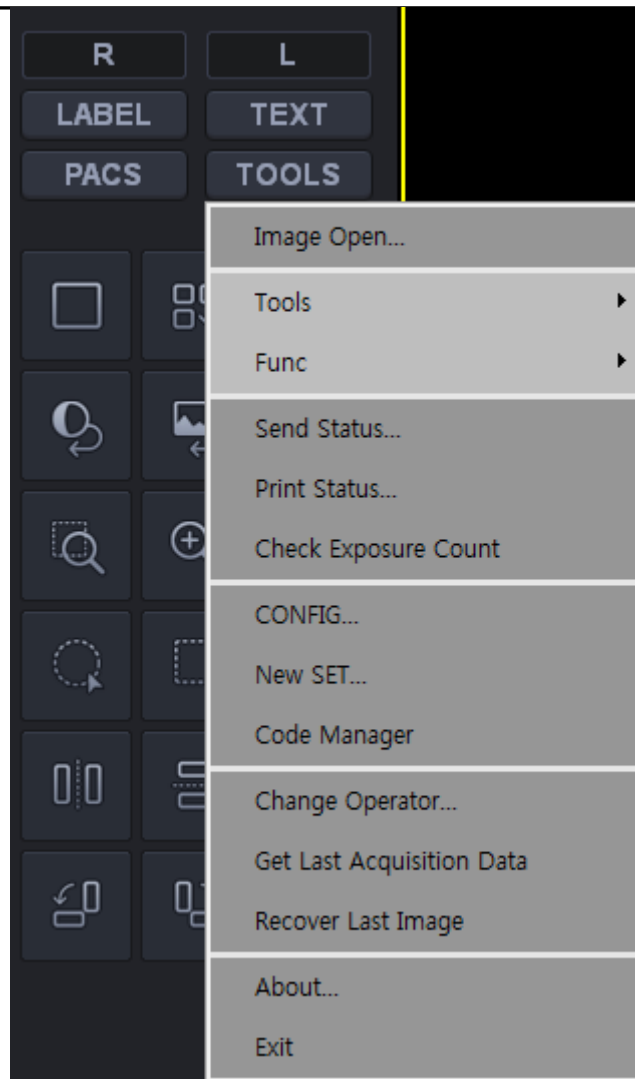 R L
LABEL TEXT
PACS TOOLS
Image Open...
Tools
Func
Send Status...
Print Status...
Check Exposure Count
CONFIG...
New SET...
Code Manager
Change Operator...
Get Last Acquisition Data
Recover Last Image
About...
Exit